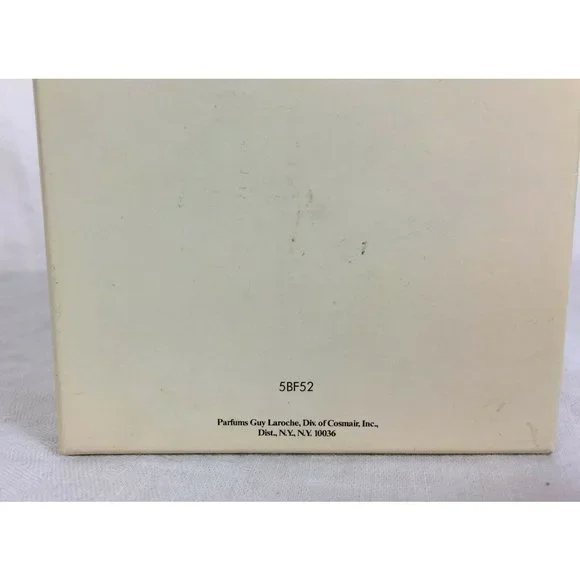 5BF52
Parfums Guy Laroche, Div. of Cosmair, Inc.,
Dist., N.Y., N.Y. 10036